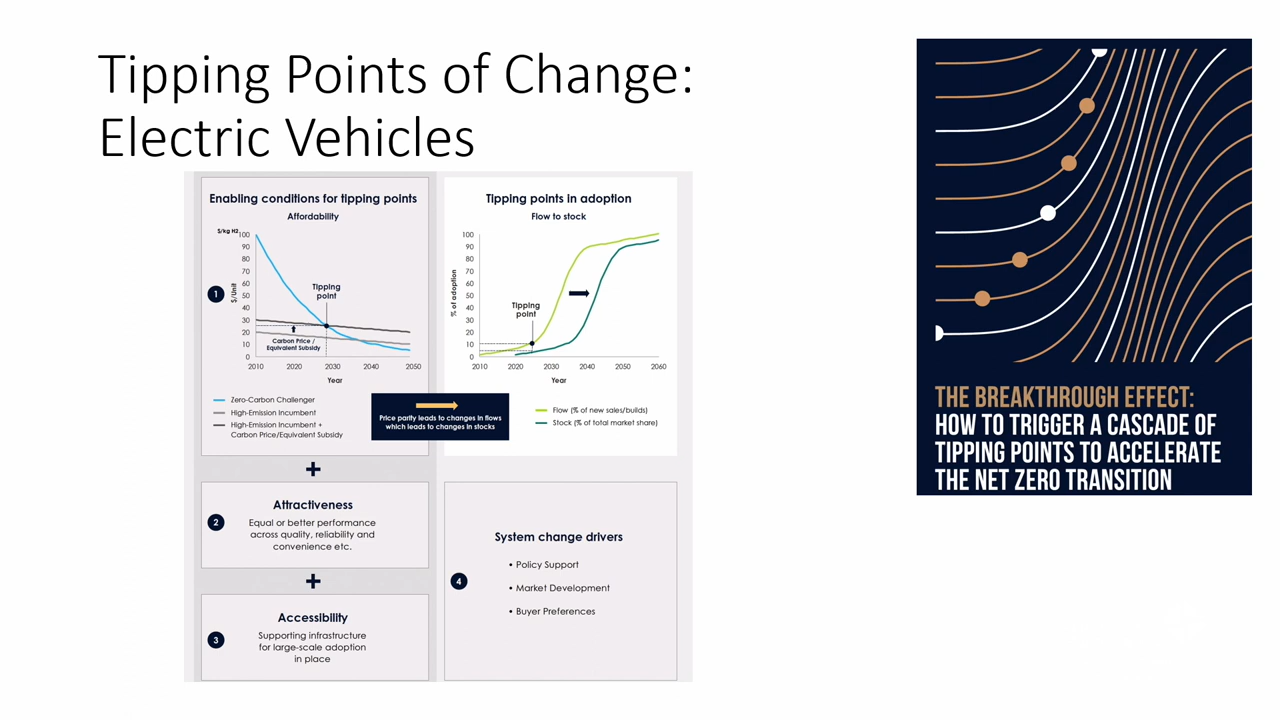 Tipping Points of Change:
Electric Vehicles
Enabling conditions for tipping points
Affordability
$/kg H2
100
90
80
70
60
50
40
30
20
10
0
$/Unit
1
Tipping
point
Carbon Price /
Equivalent Subsidy
2010 2020 2030 2040 2050
Year
Zero-Carbon Challenger
High-Emission Incumbent
High-Emission Incumbent +
Carbon Price/Equivalent Subsidy
Price parity leads to changes in flows
which leads to changes in stocks
Tipping points in adoption
Flow to stock
100
90
80
70
60
50
40
30
20
10
0
% of adoption
Tipping
point
2010 2020 2030 2040 2050 2060
Year
Flow (% of new sales/builds)
Stock (% of total market share)
+
2
Attractiveness
Equal or better performance
across quality, reliability and
convenience etc.
+
3
Accessibility
Supporting infrastructure
for large-scale adoption
in place
4
System change drivers
• Policy Support
• Market Development
• Buyer Preferences
THE BREAKTHROUGH EFFECT:
HOW TO TRIGGER A CASCADE OF
TIPPING POINTS TO ACCELERATE
THE NET ZERO TRANSITION